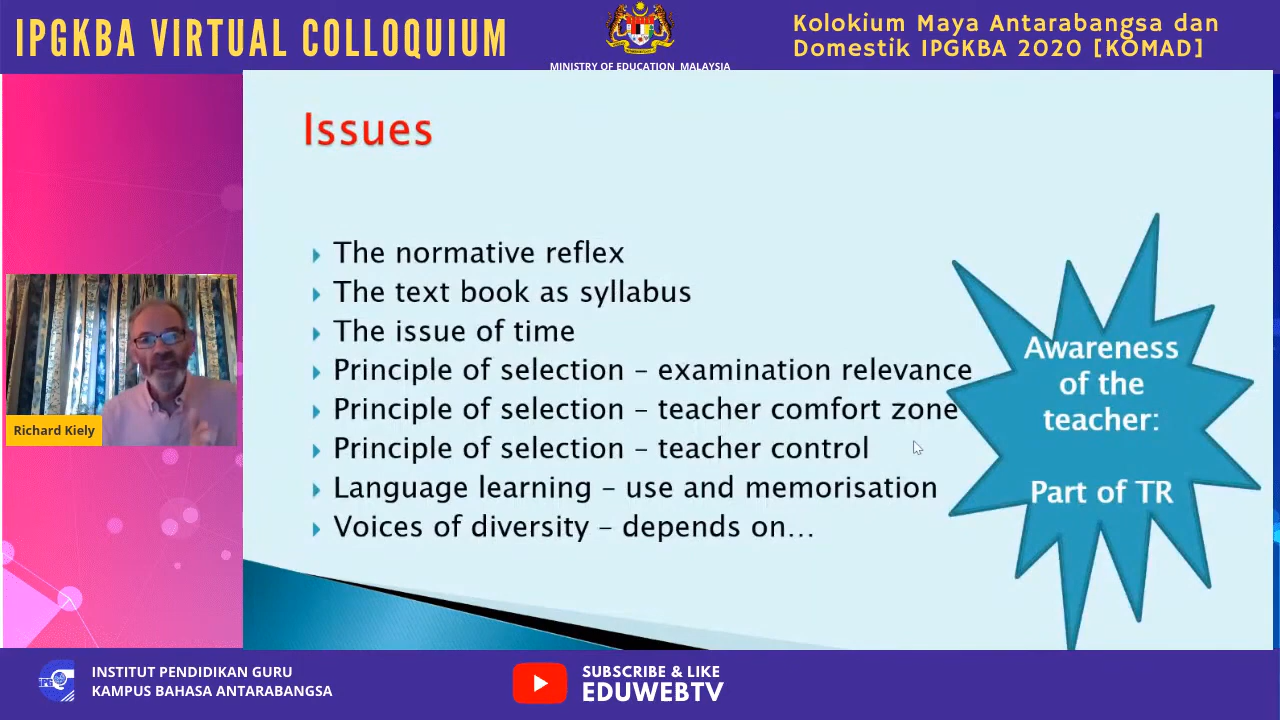 IPGKBA VIRTUAL COLLOQUIUM
MINISTRY OF EDUCATION MALAYSIA
Kolokium Maya Antarabangsa dan
Domestik IPGKBA 2020 [KOMAD]
Issues
The normative reflex
The text book as syllabus
The issue of time
Principle of selection – examination relevance
Principle of selection – teacher comfort zone
Principle of selection – teacher control
Language learning – use and memorisation
Voices of diversity – depends on...
Awareness
of the
teacher:
Part of TR
Richard Kiely
INSTITUT PENDIDIKAN GURU
KAMPUS BAHASA ANTARABANGSA
SUBSCRIBE & LIKE
EDUWEBTV